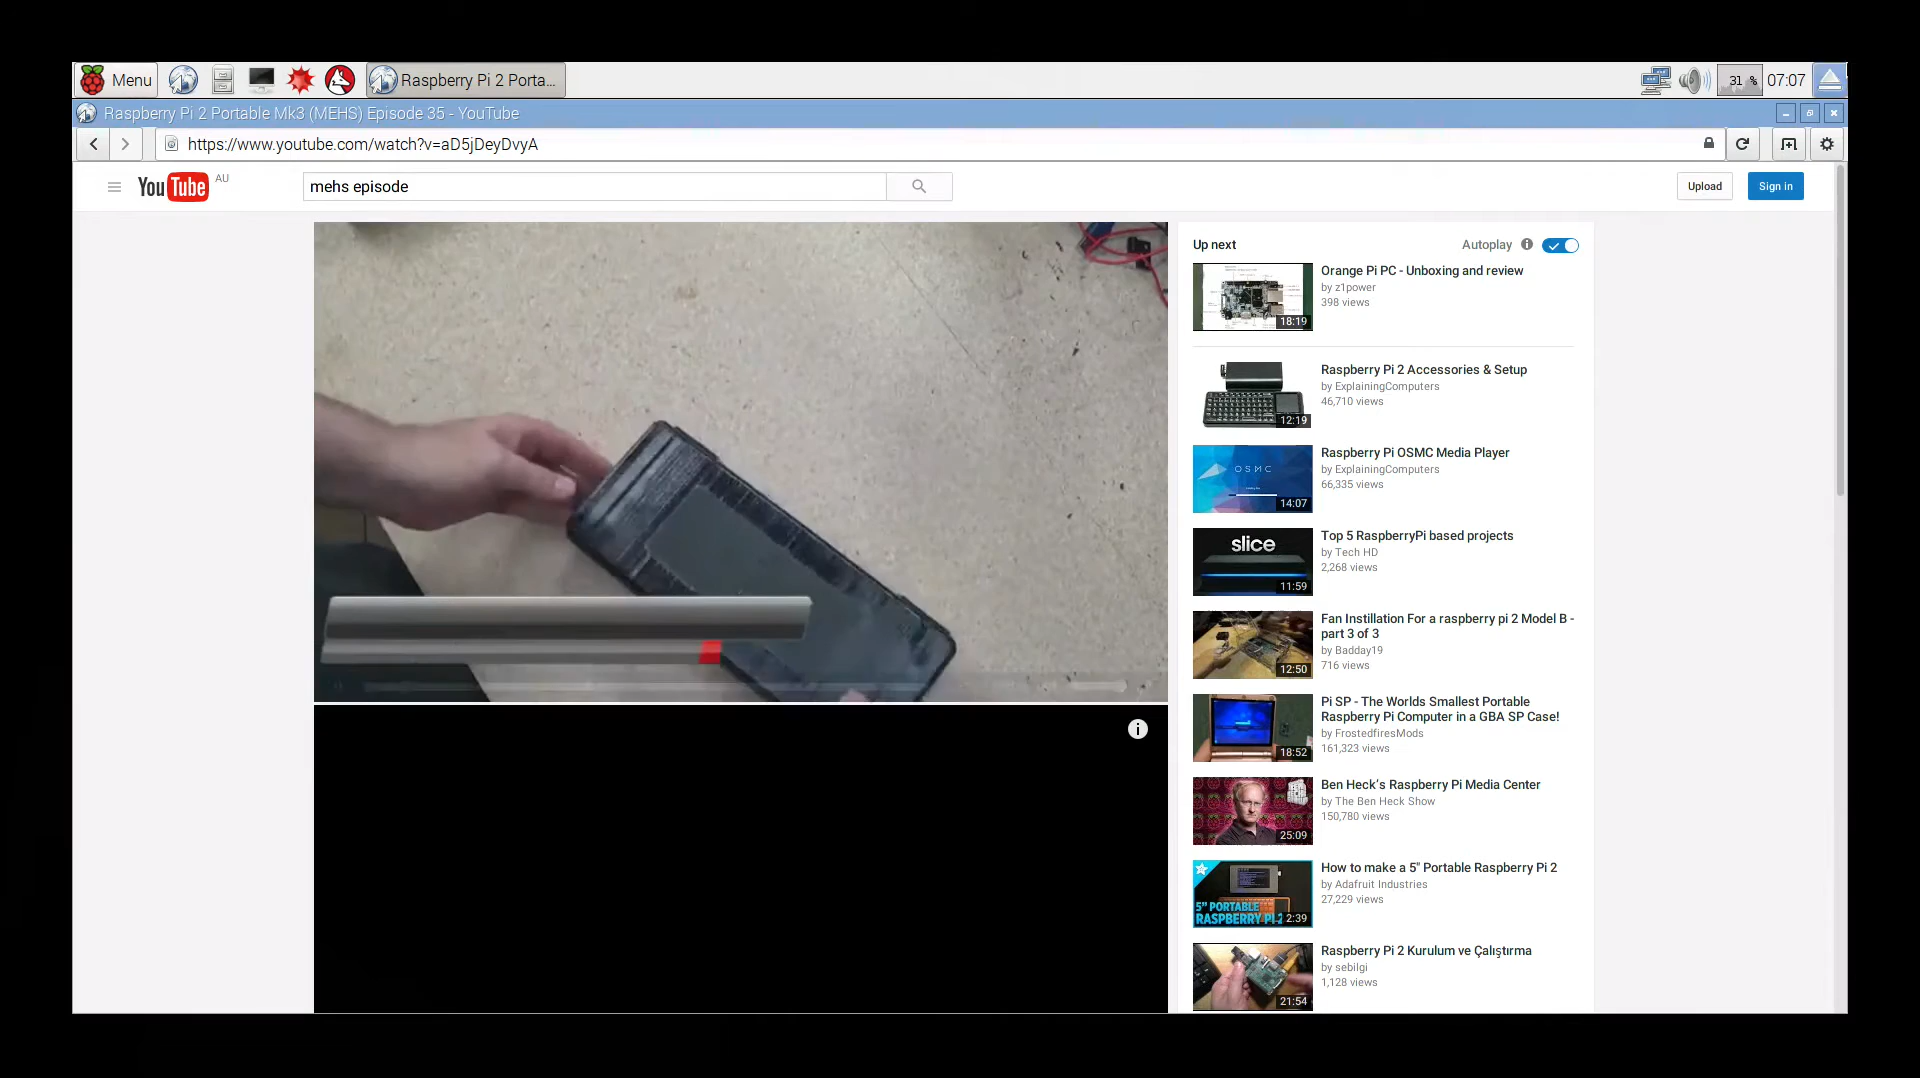 Menu
Raspberry Pi 2 Porta...
31 %
07:07
Raspberry Pi 2 Portable Mk3 (MEHS) Episode 35 - YouTube
https://www.youtube.com/watch?v=aD5jDeyDvyA
YouTube AU
mehs episode
Upload
Sign in
Up next
Autoplay
Orange Pi PC - Unboxing and review
by z1power
398 views
18:19
Raspberry Pi 2 Accessories & Setup
by ExplainingComputers
46,710 views
12:19
Raspberry Pi OSMC Media Player
by ExplainingComputers
66,335 views
OSMC
14:07
Top 5 RaspberryPi based projects
by Tech HD
2,268 views
slice
11:59
Fan Instillation For a raspberry pi 2 Model B -
part 3 of 3
by Badday19
716 views
12:50
Pi SP - The Worlds Smallest Portable
Raspberry Pi Computer in a GBA SP Case!
by FrostedfiresMods
161,323 views
18:52
Ben Heck's Raspberry Pi Media Center
by The Ben Heck Show
150,780 views
25:09
How to make a 5" Portable Raspberry Pi 2
by Adafruit Industries
27,229 views
5" PORTABLE
RASPBERRY PI 2
2:39
Raspberry Pi 2 Kurulum ve Çalıştırma
by sebilgi
1,128 views
21:54